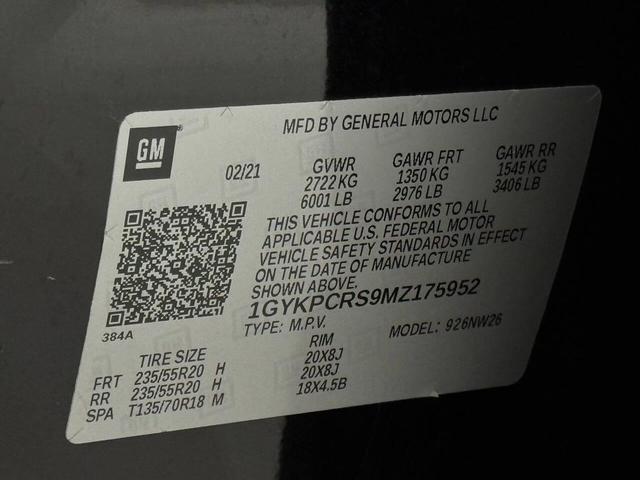 MFD BY GENERAL MOTORS LLC
GM
02/21 GVWR GAWR FRT GAWR RR
2722 KG 1350 KG 1545 KG
6001 LB 2976 LB 3406 LB
THIS VEHICLE CONFORMS TO ALL
APPLICABLE U.S. FEDERAL MOTOR
VEHICLE SAFETY STANDARDS IN EFFECT
ON THE DATE OF MANUFACTURE
SHOWN ABOVE.
1GYKPCRS9MZ175952
TYPE: M.P.V. MODEL: 926NW26
384A
TIRE SIZE RIM
FRT 235/55R20 H 20X8J
RR 235/55R20 H 20X8J
SPA T135/70R18 M 18X4.5B